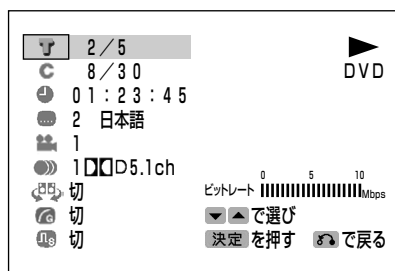 T 2／5
C 8／30
DVD
01：23：45
2 日本語
1
1 D5.1ch
切
ビットレート 0 5 10 Mbps
切
で選び
S 切
決定 を押す で戻る